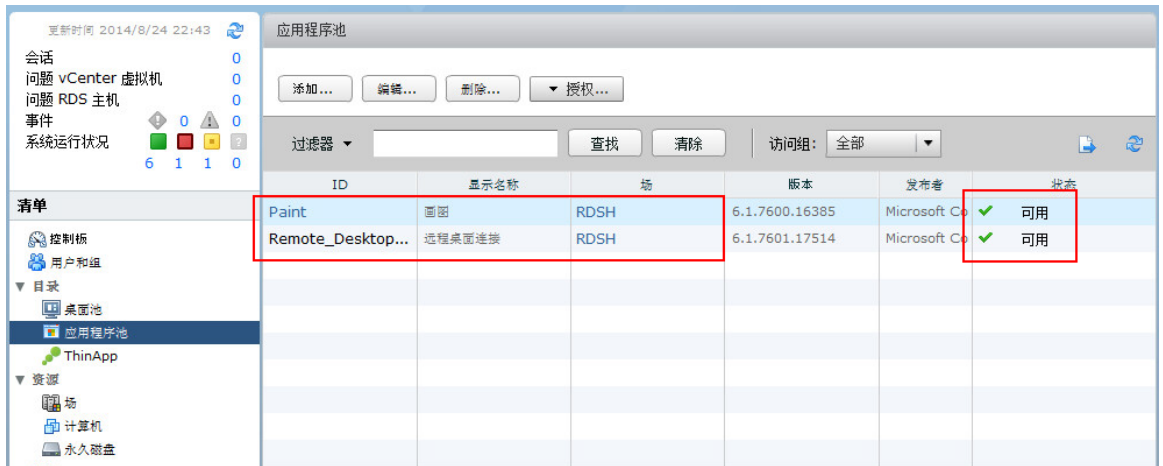 更新时间 2014/8/24 22:43
会话 0
问题 vCenter 虚拟机 0
问题 RDS 主机 0
事件 0 0
系统运行状况
6 1 1 0
清单
控制板
用户和组
目录
桌面池
应用程序池
ThinApp
资源
场
计算机
永久磁盘
应用程序池
添加... 编辑... 删除... 授权...
过滤器 查找 清除 访问组: 全部
ID 显示名称 场 版本 发布者 状态
Paint 画图 RDSH 6.1.7600.16385 Microsoft Co 可用
Remote_Desktop... 远程桌面连接 RDSH 6.1.7601.17514 Microsoft Co 可用